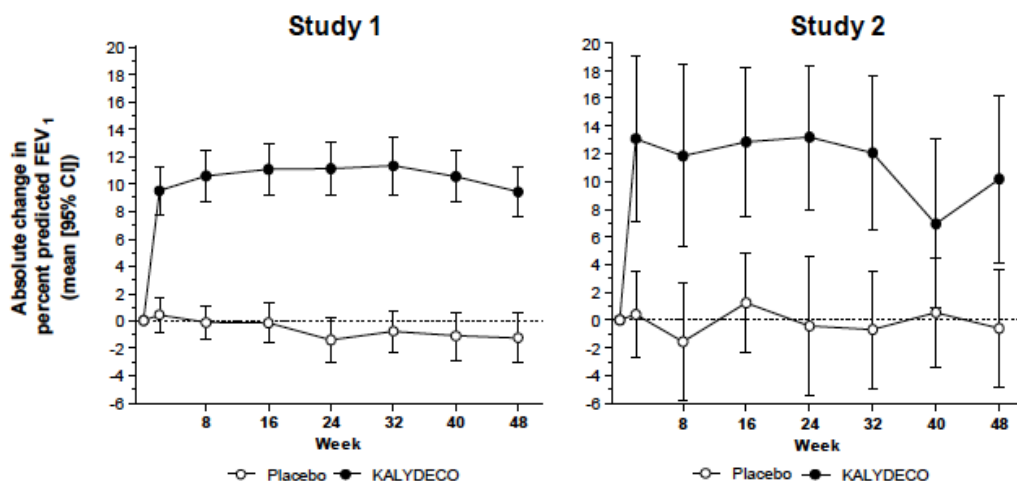 Study 1
Absolute change in
percent predicted FEV1
(mean [95% CI])
20
18
16
14
12
10
8
6
4
2
0
-2
-4
-6
8 16 24 32 40 48
Week
Placebo KALYDECO
Study 2
20
18
16
14
12
10
8
6
4
2
0
-2
-4
-6
8 16 24 32 40 48
Week
Placebo KALYDECO